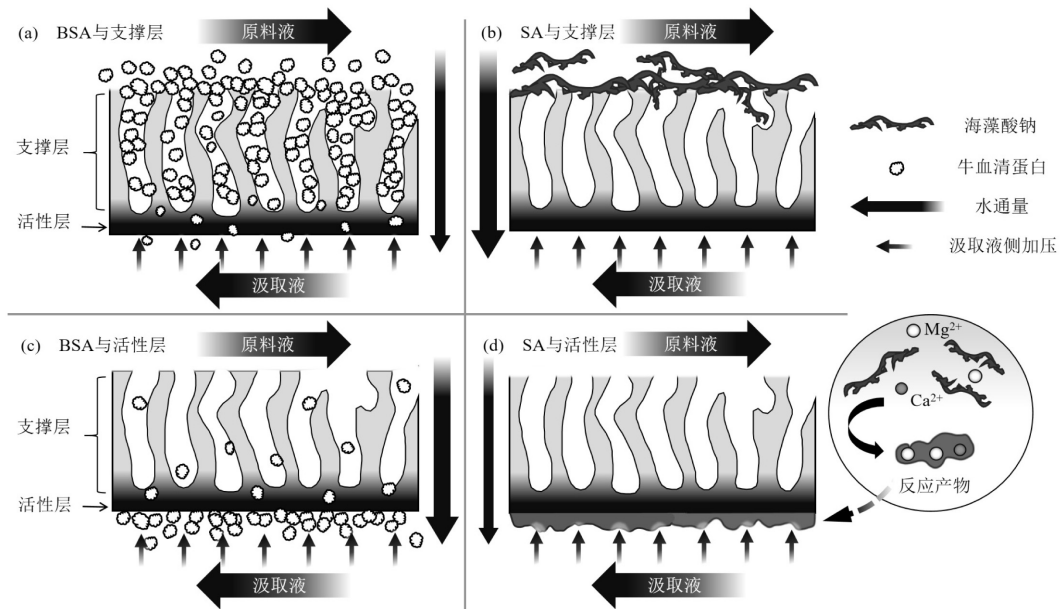 (a) BSA与支撑层
原料液
支撑层
活性层
汲取液
(b) SA与支撑层
原料液
汲取液
海藻酸钠
牛血清蛋白
水通量
汲取液侧加压
(c) BSA与活性层
原料液
支撑层
活性层
汲取液
(d) SA与活性层
原料液
汲取液
Mg²⁺
Ca²⁺
反应产物